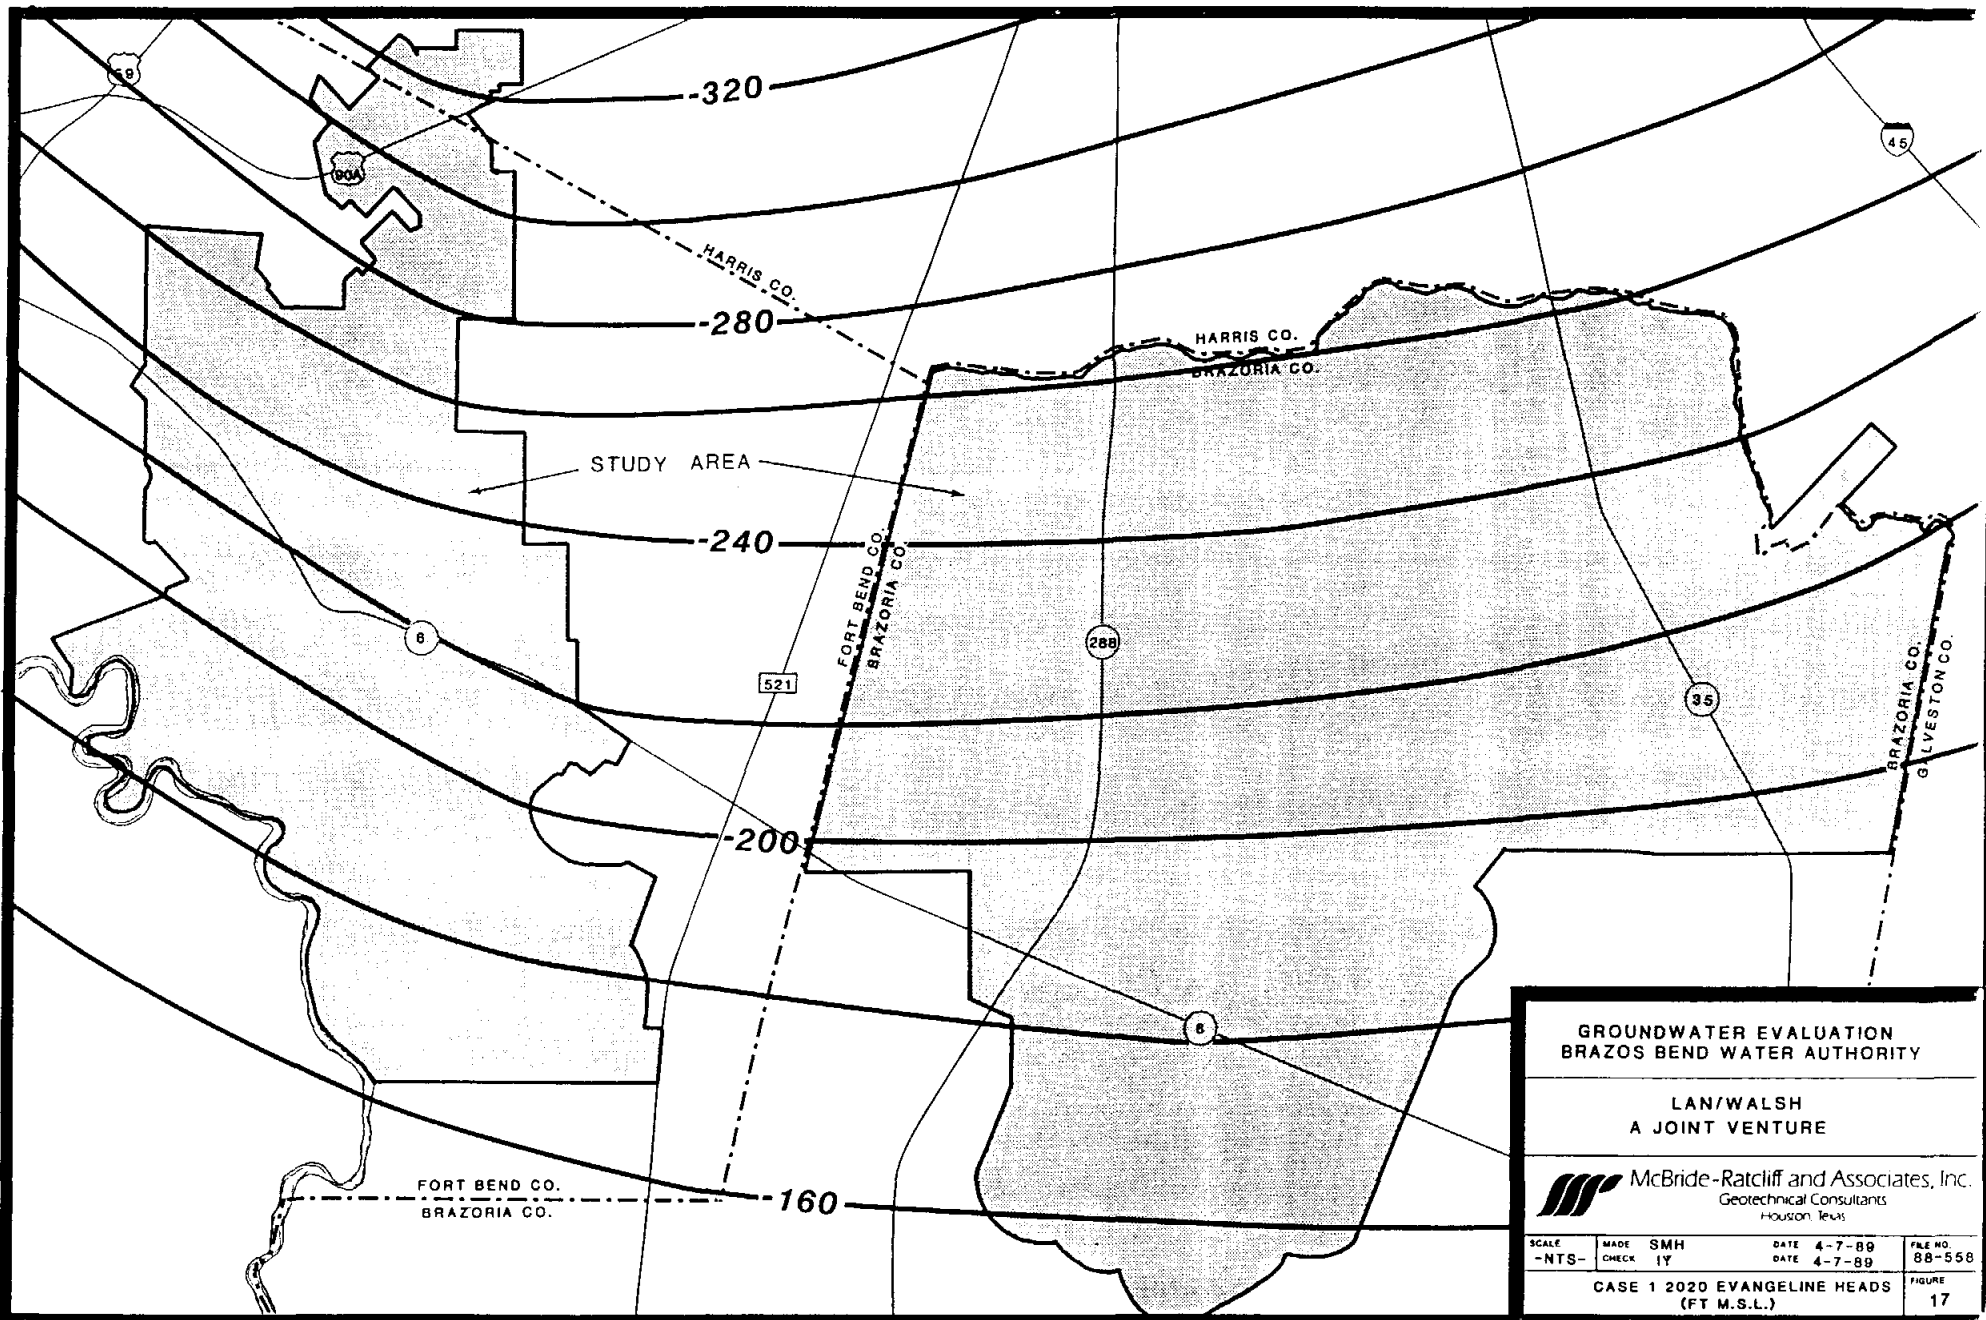 59
-320
45
90A
HARRIS CO.
-280
HARRIS CO.
BRAZORIA CO.
STUDY AREA
-240
FORT BEND CO.
BRAZORIA CO.
6
288
521
35
BRAZORIA CO.
GALVESTON CO.
-200
6
-160
FORT BEND CO.
BRAZORIA CO.
GROUNDWATER EVALUATION
BRAZOS BEND WATER AUTHORITY
LAN/WALSH
A JOINT VENTURE
McBride-Ratcliff and Associates, Inc.
Geotechnical Consultants
Houston, Texas
SCALE
-NTS-
MADE SMH
CHECK IY
DATE 4-7-89
DATE 4-7-89
FILE NO.
88-558
CASE 1 2020 EVANGELINE HEADS
(FT M.S.L.)
FIGURE
17